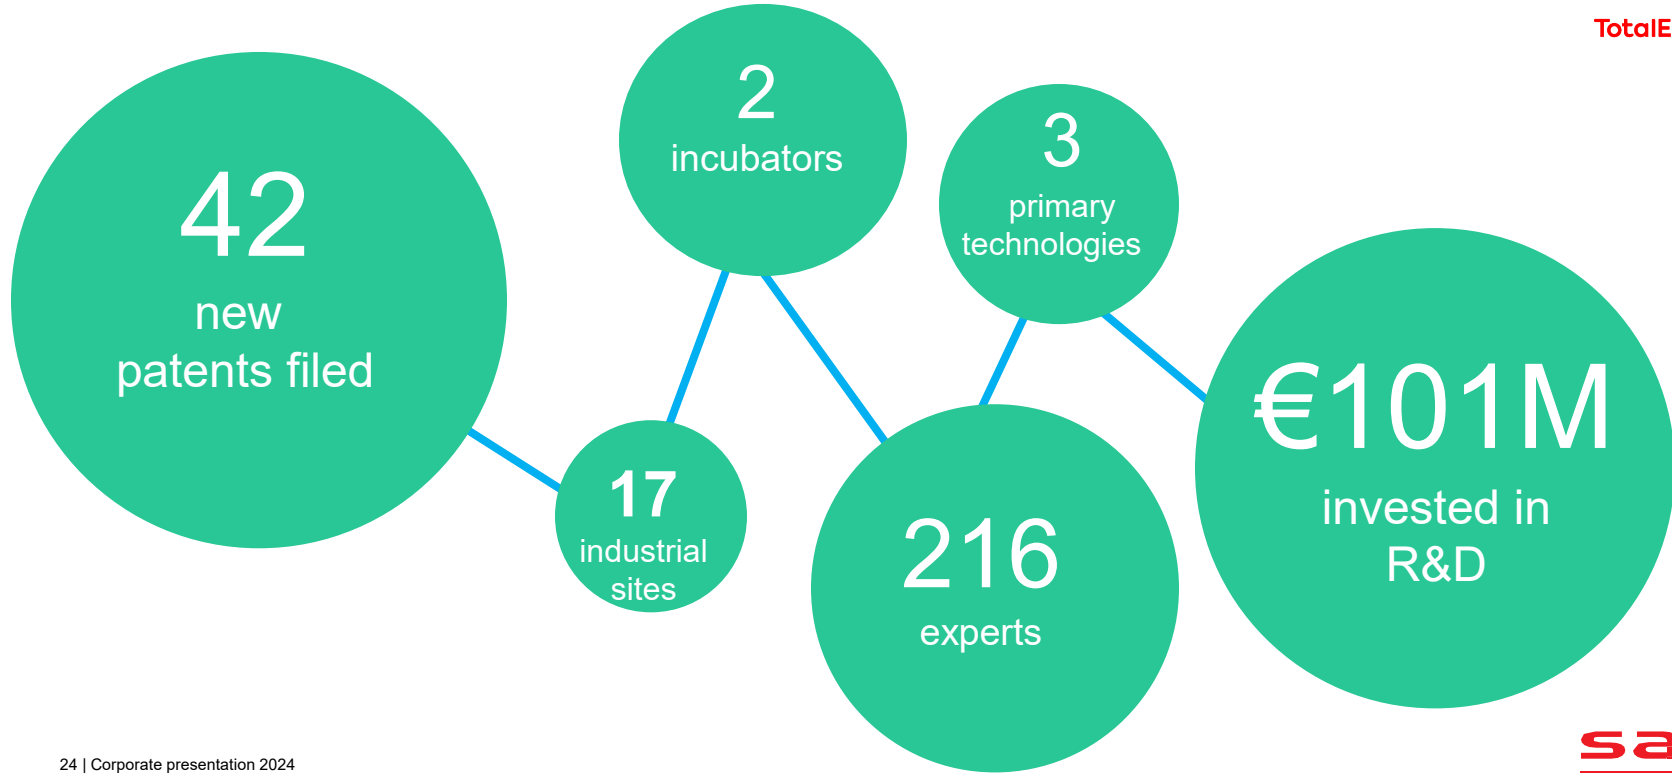 TotalE
2
incubators
3
primary
technologies
42
new
patents filed
€101M
invested in
R&D
17
industrial
sites
216
experts
sa
24 | Corporate presentation 2024